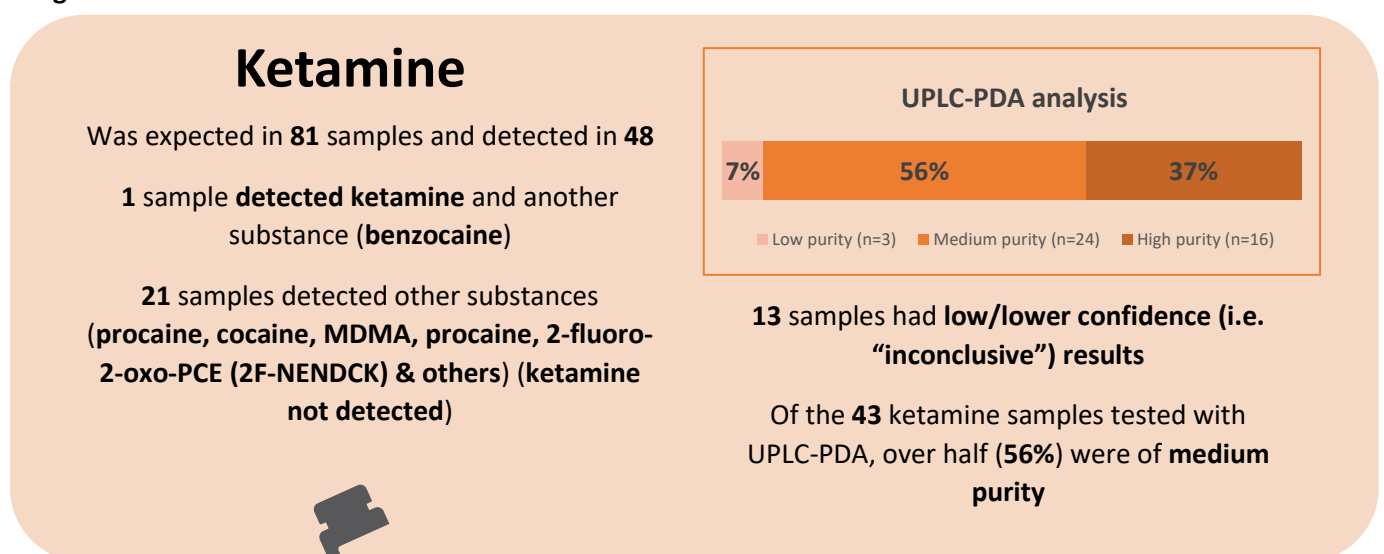 Ketamine
Was expected in 81 samples and detected in 48
1 sample detected ketamine and another
substance (benzocaine)
21 samples detected other substances
(procaine, cocaine, MDMA, procaine, 2-fluoro-
2-oxo-PCE (2F-NENDCK) & others) (ketamine
not detected)
UPLC-PDA analysis
7% 56% 37%
Low purity (n=3) Medium purity (n=24) High purity (n=16)
13 samples had low/lower confidence (i.e.
“inconclusive”) results
Of the 43 ketamine samples tested with
UPLC-PDA, over half (56%) were of medium
purity